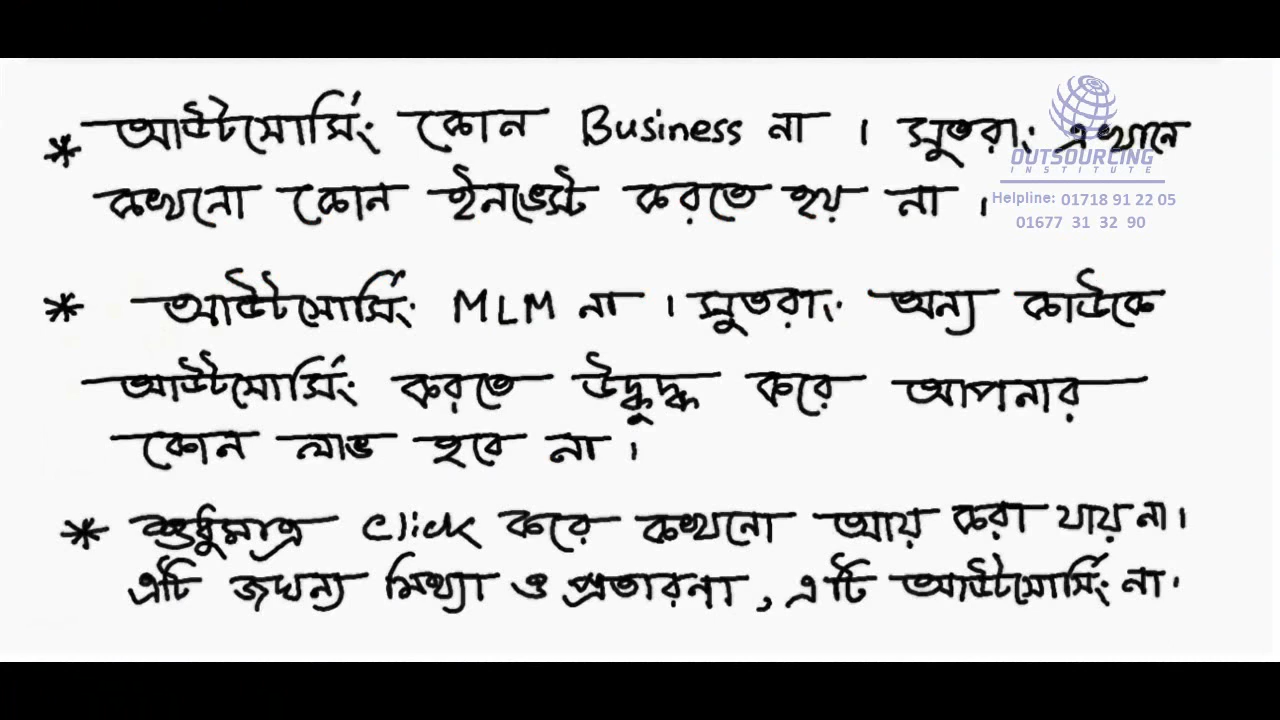 * আউটসোর্সিং কোন Business না । সুতরাং এখানে
কখনো কোন ইনভেস্ট করতে হয় না ।
OUTSOURCING
INSTITUTE
Helpline: 01718 91 22 05
01677 31 32 90
* আউটসোর্সিং MLM না । সুতরাং অন্য কাউকে
আউটসোর্সিং করতে উদ্বুদ্ধ করে আপনার
কোন লাভ হবে না ।
* শুধুমাত্র Click করে কখনো আয় করা যায় না ।
এটি জঘন্য মিথ্যা ও প্রতারনা , এটি আউটসোর্সিং না ।